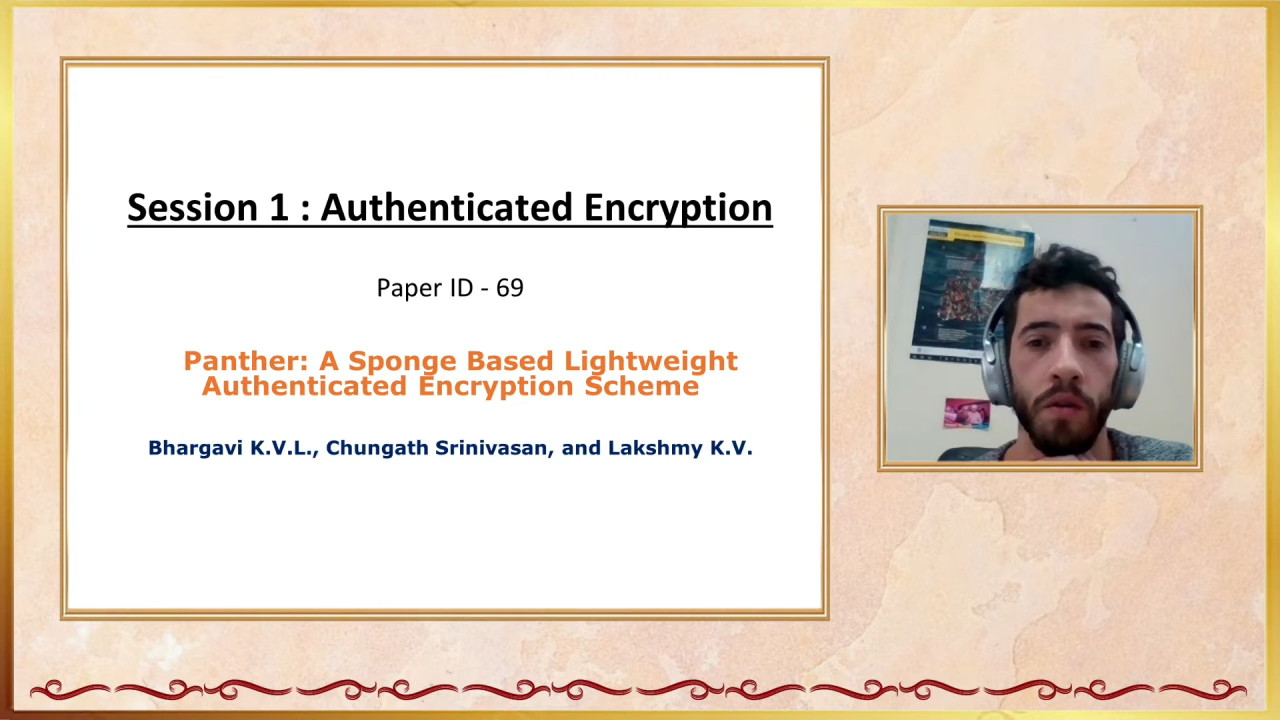 Session 1 : Authenticated Encryption
Paper ID - 69
Panther: A Sponge Based Lightweight
Authenticated Encryption Scheme
Bhargavi K.V.L., Chungath Srinivasan, and Lakshmy K.V.